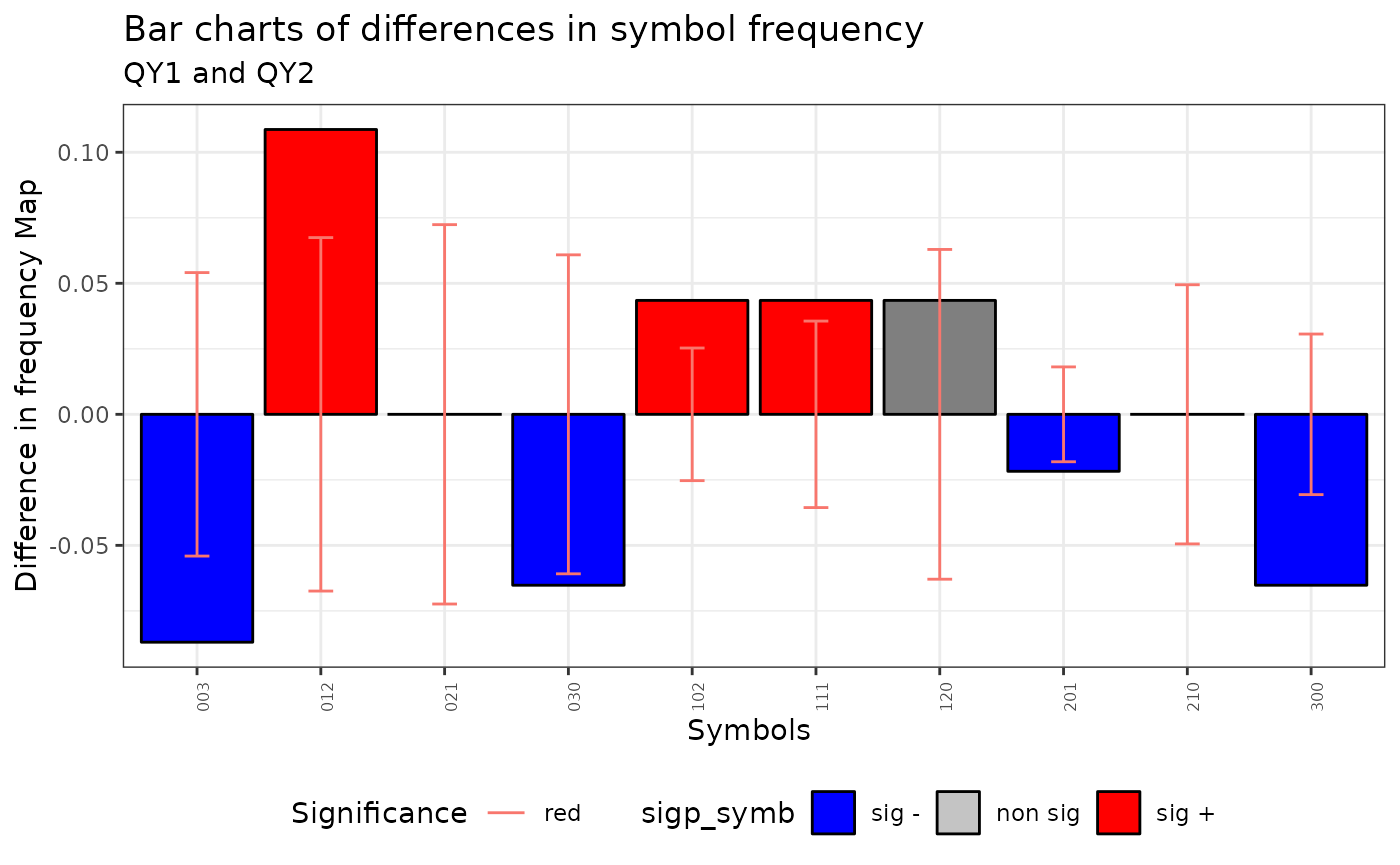 Bar charts of differences in symbol frequency
QY1 and QY2
Difference in frequency Map
0.10
0.05
0.00
-0.05
003 012 021 030 102 111 120 201 210 300
Symbols
Significance red sigp_symb sig - non sig sig +